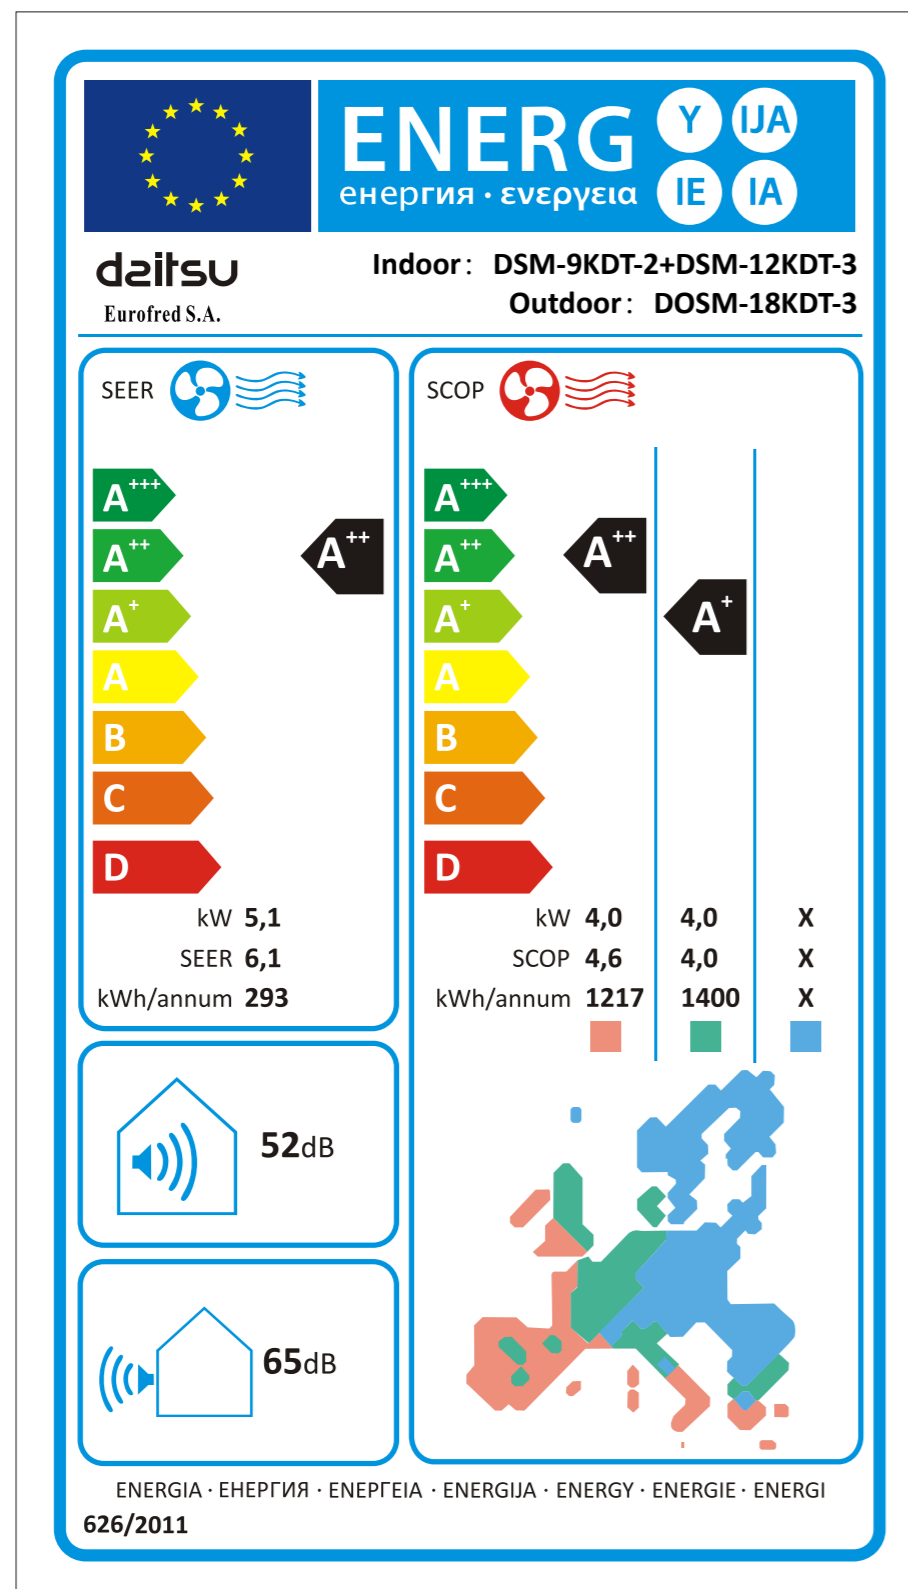 ENERG
Y IJA
IE IA
енергия · ενεργεια
daitsu
Eurofred S.A.
Indoor: DSM-9KDT-2+DSM-12KDT-3
Outdoor: DOSM-18KDT-3
SEER
A+++
A++
A+
A
B
C
D
A++
kW 5,1
SEER 6,1
kWh/annum 293
SCOP
A+++
A++
A+
A
B
C
D
A++
A+
kW 4,0 4,0 X
SCOP 4,6 4,0 X
kWh/annum 1217 1400 X
52dB
65dB
ENERGIA · ЕНЕРГИЯ · ΕΝΕΡΓΕΙΑ · ENERGIJA · ENERGY · ENERGIE · ENERGI
626/2011